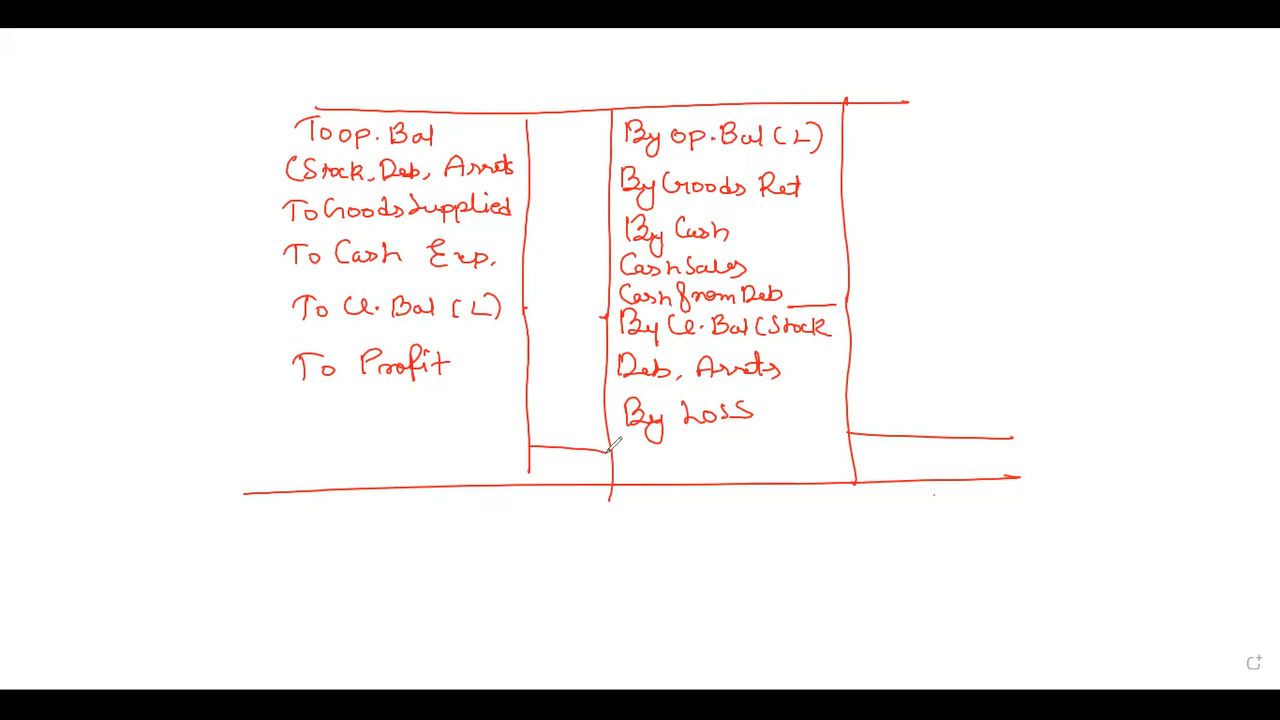 To op. Bal
(Stock, Deb, Assets
To Goods Supplied
To Cash Exp.
To Cl. Bal (L)
To Profit
By Op. Bal (L)
By Goods Ret
By Cash
Cash Sales
Cash from Deb
By Cl. Bal (Stock
Deb, Assets
By Loss